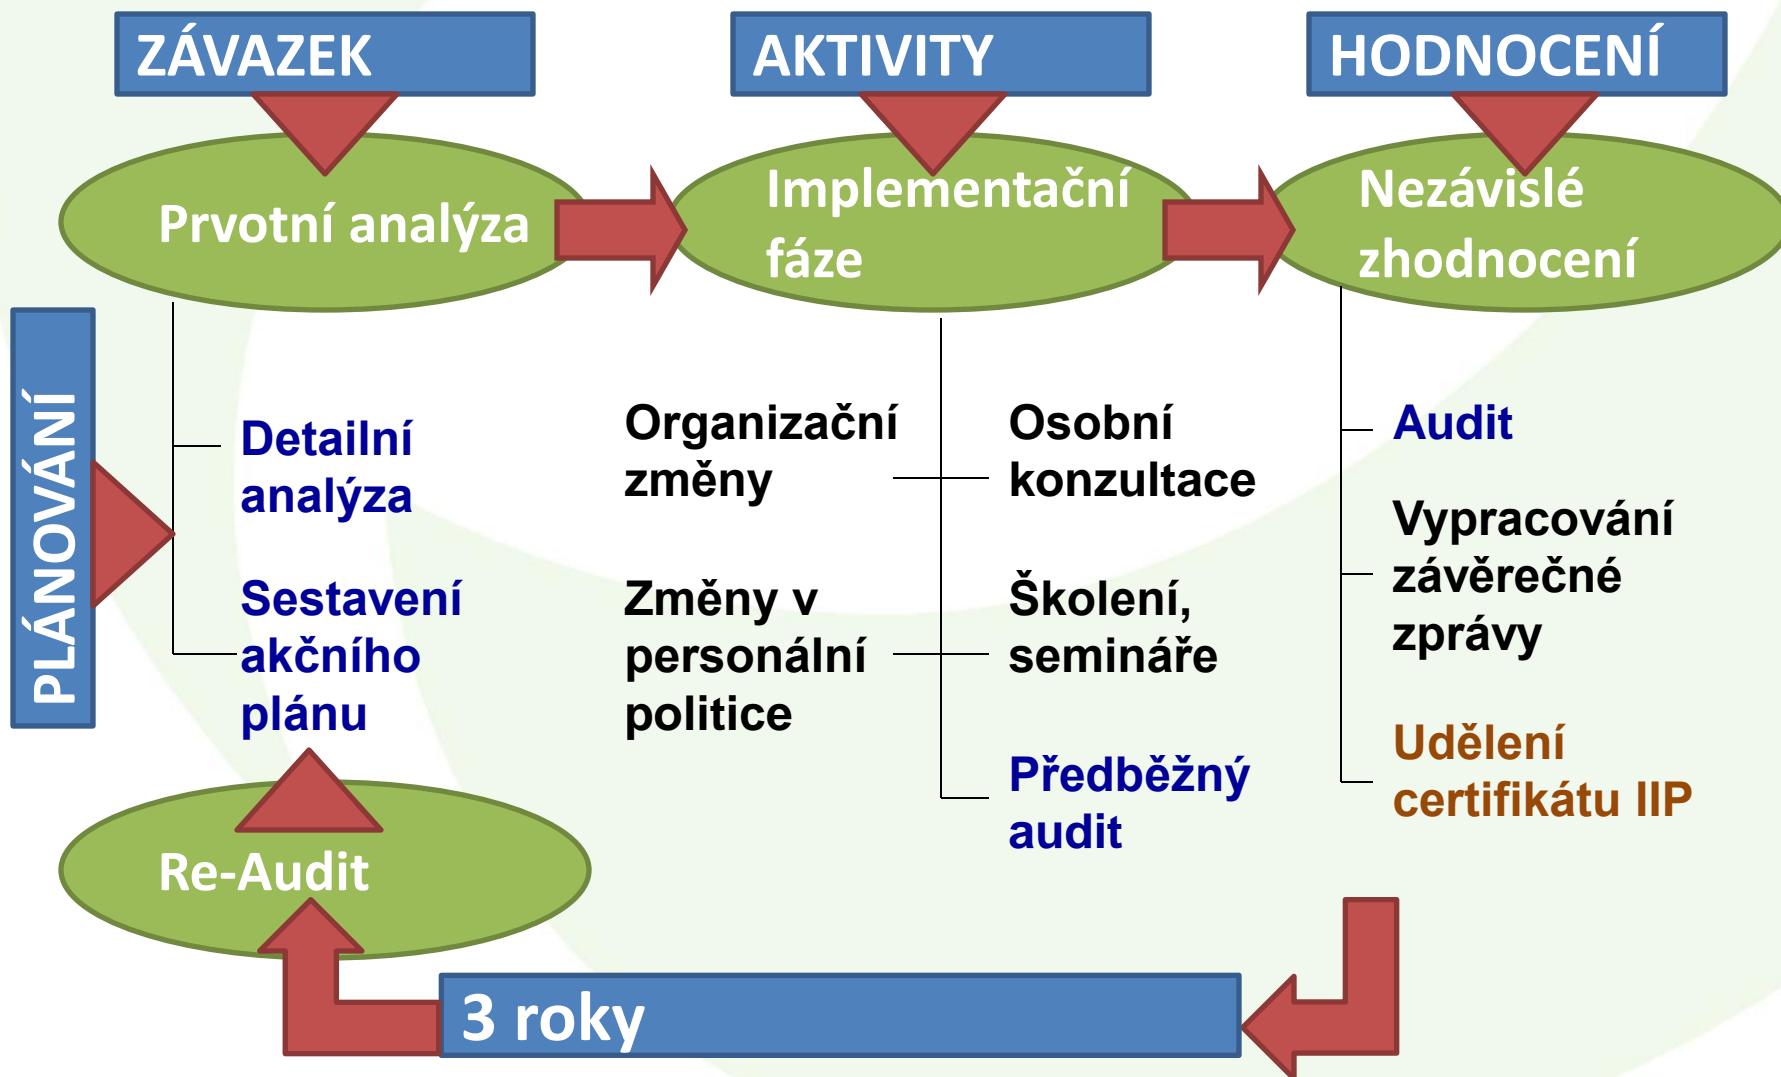 ZÁVAZEK
AKTIVITY
HODNOCENÍ
Prvotní analýza
Implementační
fáze
Nezávislé
zhodnocení
PLÁNOVÁNÍ
Detailní
analýza
Sestavení
akčního
plánu
Organizační
změny
Změny v
personální
politice
Osobní
konzultace
Školení,
semináře
Předběžný
audit
Audit
Vypracování
závěrečné
zprávy
Udělení
certifikátu IIP
Re-Audit
3 roky